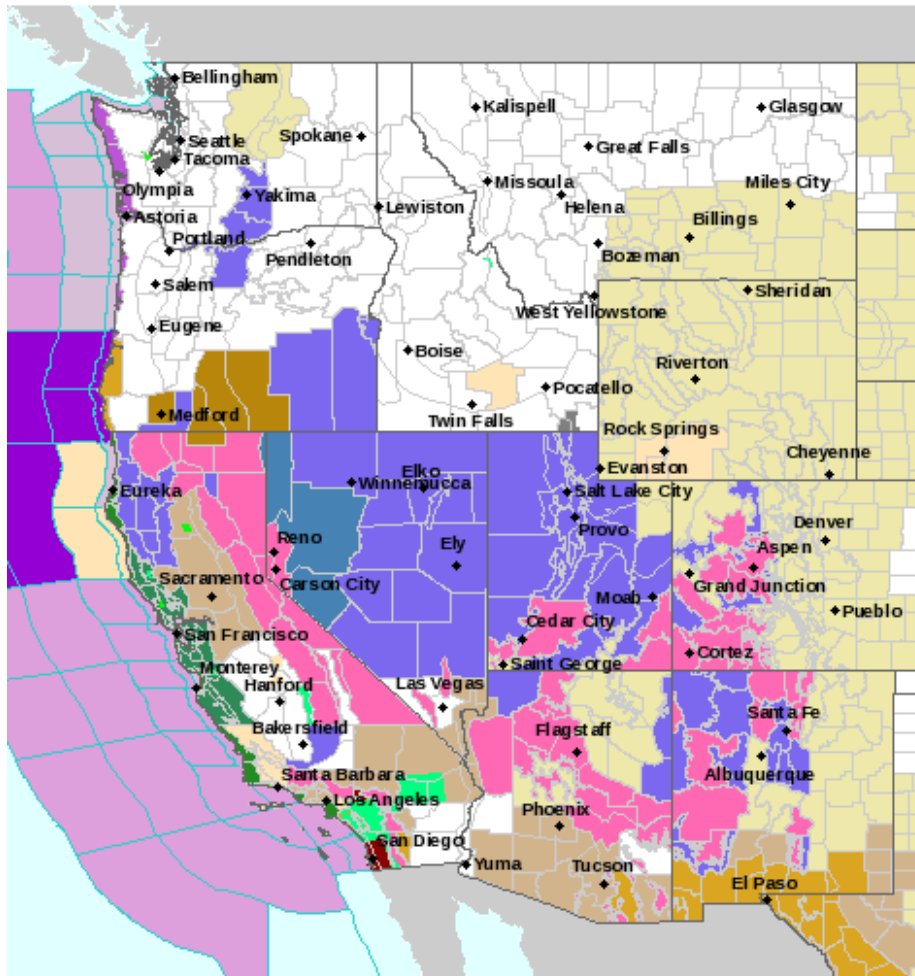 Bellingham
Kalispell
Glasgow
Seattle
Spokane
Great Falls
Tacoma
Olympia
Missoula
Miles City
Yakima
Lewiston
Helena
Astoria
Billings
Portland
Pendleton
Bozeman
Salem
Sheridan
West Yellowstone
Eugene
Boise
Riverton
Pocatello
Medford
Twin Falls
Rock Springs
Cheyenne
Elko
Evanston
Eureka
Winnemucca
Salt Lake City
Provo
Denver
Reno
Ely
Aspen
Sacramento
Carson City
Grand Junction
Moab
Pueblo
Cedar City
San Francisco
Cortez
Saint George
Monterey
Hanford
Las Vegas
Santa Fe
Bakersfield
Flagstaff
Albuquerque
Santa Barbara
Los Angeles
Phoenix
San Diego
Yuma
Tucson
El Paso